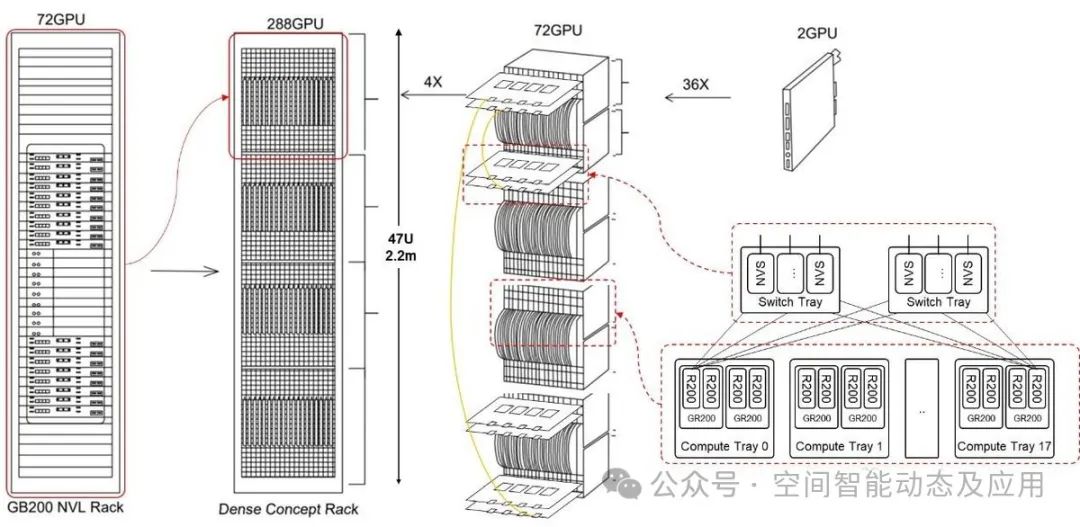 72GPU
288GPU
72GPU
2GPU
4X
36X
47U
2.2m
NVS
...
NVS
Switch Tray
NVS
...
NVS
Switch Tray
R200
R200
R200
R200
GR200
GR200
Compute Tray 0
R200
R200
R200
R200
GR200
GR200
Compute Tray 1
..
R200
R200
R200
R200
GR200
GR200
Compute Tray 17
GB200 NVL Rack
Dense Concept Rack
公众号 · 空间智能动态及应用